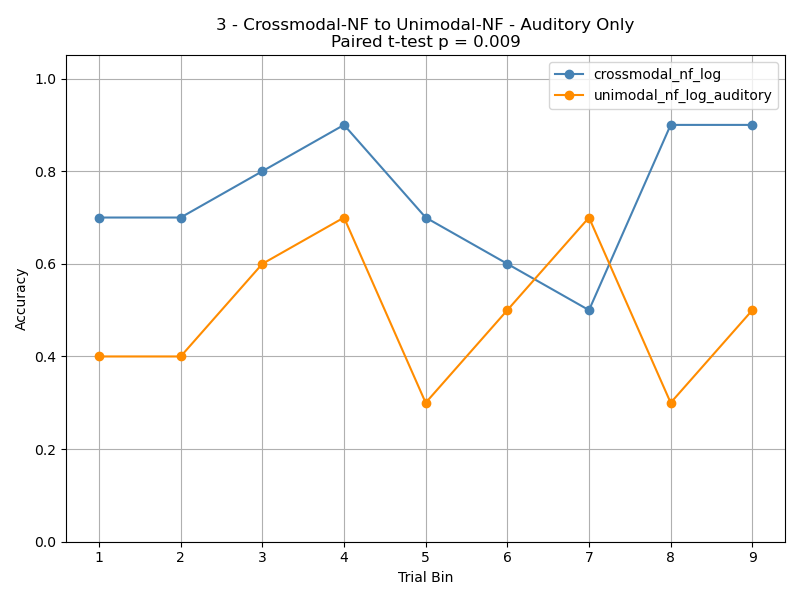 3 - Crossmodal-NF to Unimodal-NF - Auditory Only
Paired t-test p = 0.009
crossmodal_nf_log
unimodal_nf_log_auditory
1.0
0.8
0.6
0.4
0.2
0.0
Accuracy
1 2 3 4 5 6 7 8 9
Trial Bin